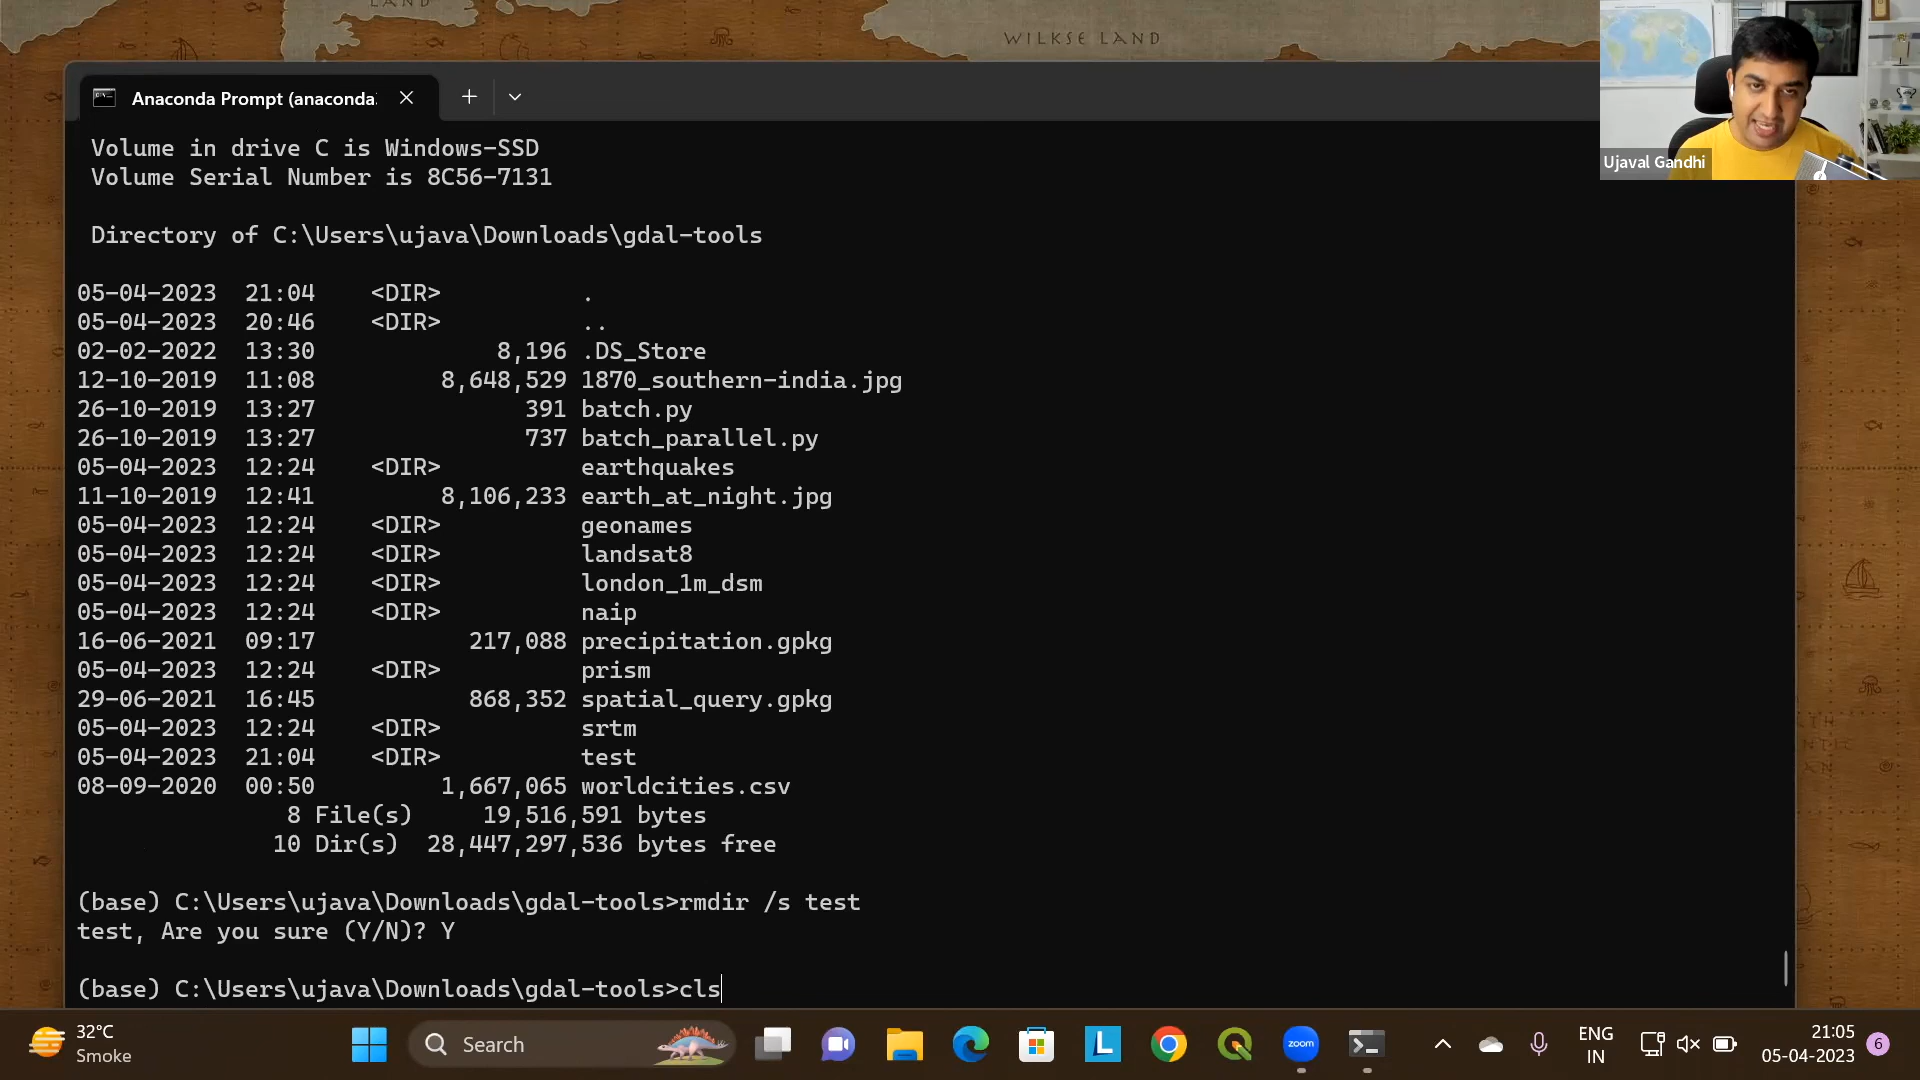 LAND
WILKSE LAND
Anaconda Prompt (anaconda
Volume in drive C is Windows-SSD
Volume Serial Number is 8C56-7131
Directory of C:\Users\ujava\Downloads\gdal-tools
05-04-2023  21:04    <DIR>          .
05-04-2023  20:46    <DIR>          ..
02-02-2022  13:30             8,196 .DS_Store
12-10-2019  11:08         8,648,529 1870_southern-india.jpg
26-10-2019  13:27               391 batch.py
26-10-2019  13:27               737 batch_parallel.py
05-04-2023  12:24    <DIR>          earthquakes
11-10-2019  12:41         8,106,233 earth_at_night.jpg
05-04-2023  12:24    <DIR>          geonames
05-04-2023  12:24    <DIR>          landsat8
05-04-2023  12:24    <DIR>          london_1m_dsm
05-04-2023  12:24    <DIR>          naip
16-06-2021  09:17           217,088 precipitation.gpkg
05-04-2023  12:24    <DIR>          prism
29-06-2021  16:45           868,352 spatial_query.gpkg
05-04-2023  12:24    <DIR>          srtm
05-04-2023  21:04    <DIR>          test
08-09-2020  00:50         1,667,065 worldcities.csv
8 File(s)     19,516,591 bytes
10 Dir(s)  28,447,297,536 bytes free
(base) C:\Users\ujava\Downloads\gdal-tools>rmdir /s test
test, Are you sure (Y/N)? Y
(base) C:\Users\ujava\Downloads\gdal-tools>cls
Ujaval Gandhi
32°C
Smoke
Search
L
zoom
ENG
IN
21:05
05-04-2023
6